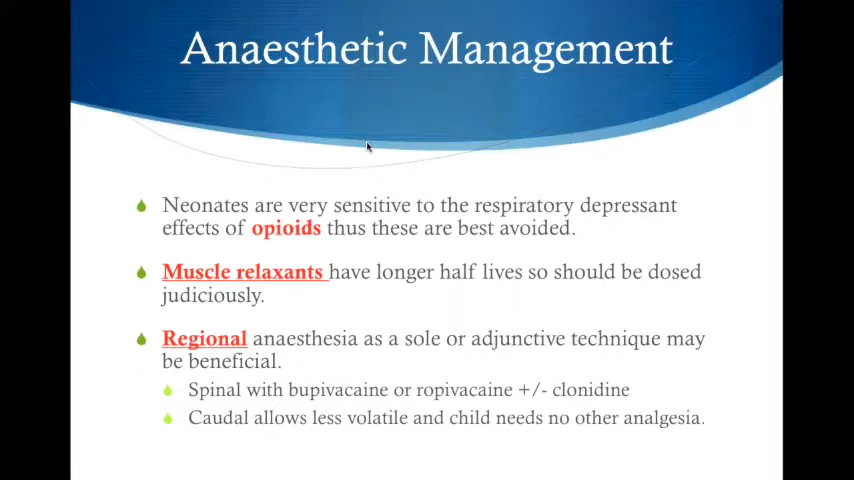 Anaesthetic Management
Neonates are very sensitive to the respiratory depressant
effects of opioids thus these are best avoided.
Muscle relaxants have longer half lives so should be dosed
judiciously.
Regional anaesthesia as a sole or adjunctive technique may
be beneficial.
Spinal with bupivacaine or ropivacaine +/- clonidine
Caudal allows less volatile and child needs no other analgesia.